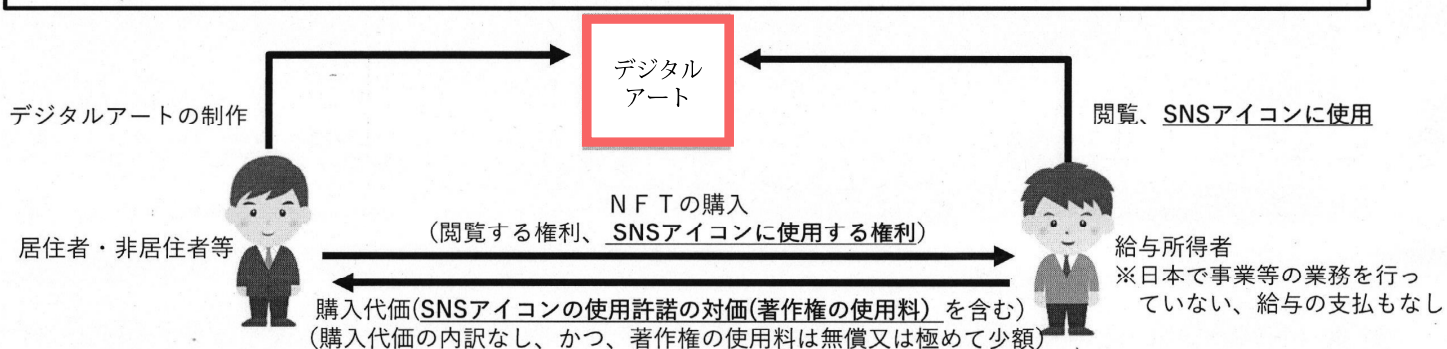 デジタル
アート
デジタルアートの制作
閲覧、SNSアイコンに使用
ＮＦＴの購入
（閲覧する権利、SNSアイコンに使用する権利）
居住者・非居住者等
給与所得者
※日本で事業等の業務を行っ
ていない、給与の支払もなし
購入代価(SNSアイコンの使用許諾の対価(著作権の使用料）を含む)
（購入代価の内訳なし、かつ、著作権の使用料は無償又は極めて少額）